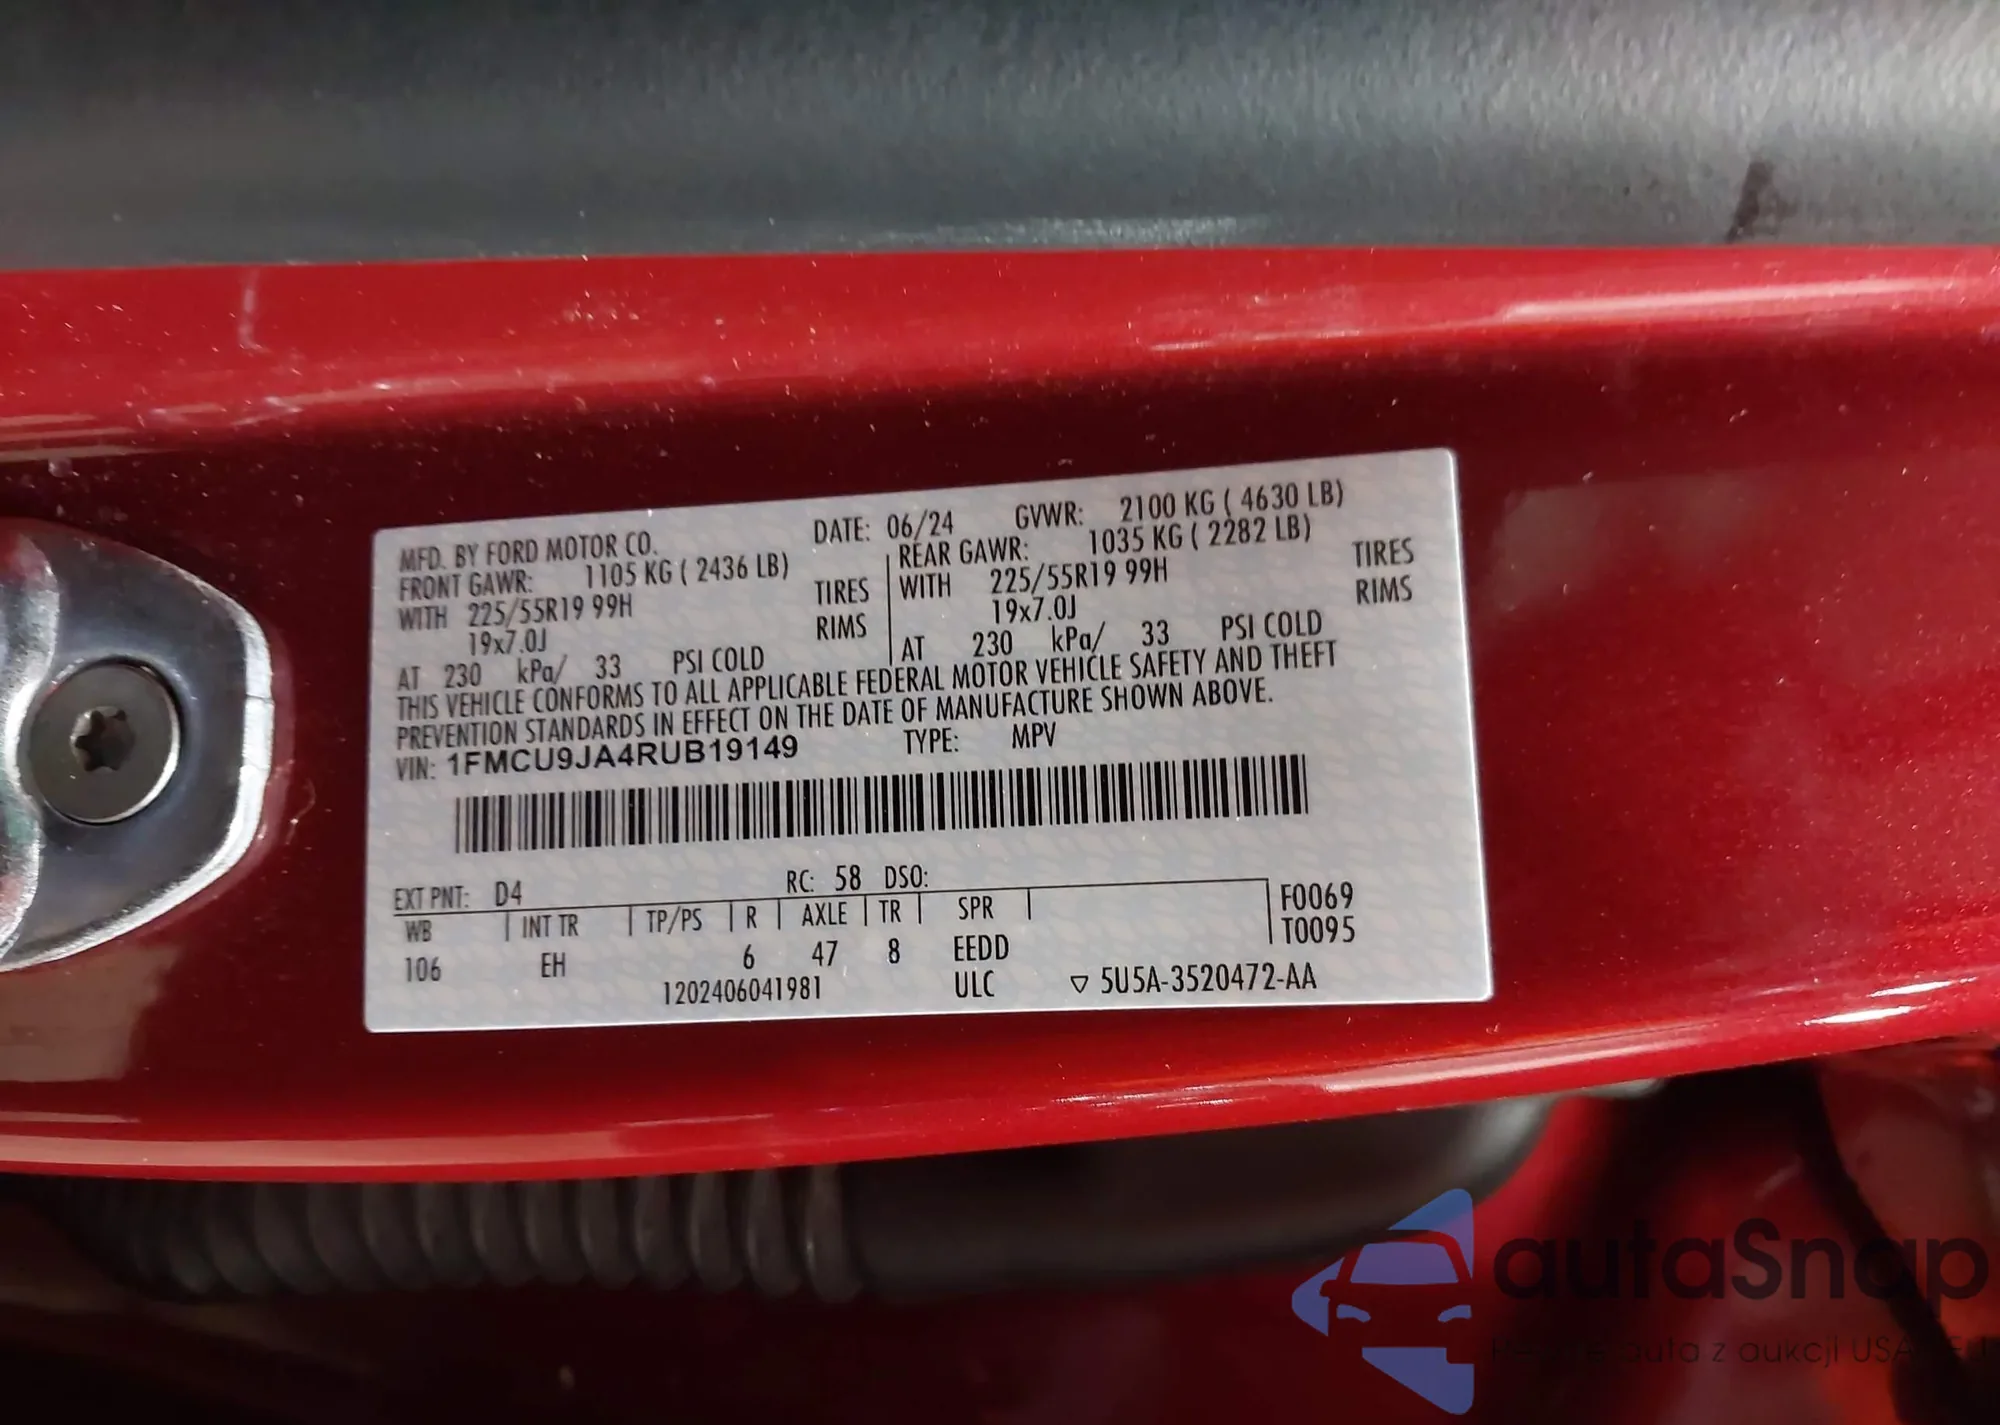 MFD. BY FORD MOTOR CO. DATE: 06/24 GVWR: 2100 KG ( 4630 LB)
FRONT GAWR: 1105 KG ( 2436 LB) REAR GAWR: 1035 KG ( 2282 LB)
WITH 225/55R19 99H TIRES WITH 225/55R19 99H TIRES
19x7.0J RIMS 19x7.0J RIMS
AT 230 kPa/ 33 PSI COLD AT 230 kPa/ 33 PSI COLD
THIS VEHICLE CONFORMS TO ALL APPLICABLE FEDERAL MOTOR VEHICLE SAFETY AND THEFT
PREVENTION STANDARDS IN EFFECT ON THE DATE OF MANUFACTURE SHOWN ABOVE.
VIN: 1FMCU9JA4RUB19149 TYPE: MPV
EXT PNT: D4 RC: 58 DSO:
WB INT TR TP/PS R AXLE TR SPR F0069
106 EH 6 47 8 EEDD T0095
1202406041981 ULC ▽ 5U5A-3520472-AA
autaSnap
auta z aukcji USA